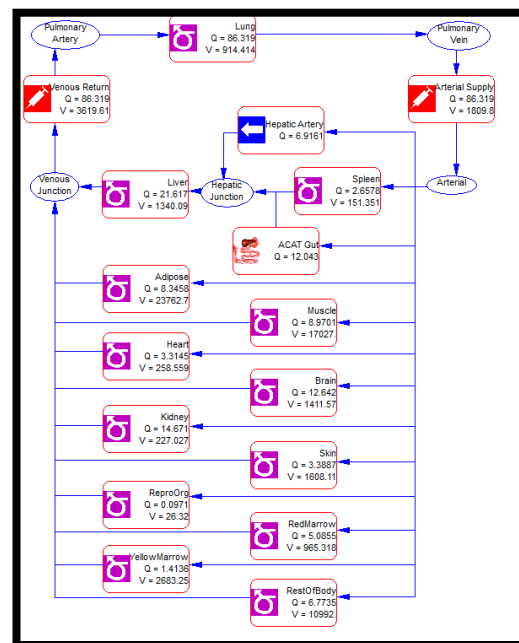 Pulmonary
Artery
Lung
Q = 86.319
V = 914.414
Pulmonary
Vein
Venous Return
Q = 86.319
V = 3619.61
Arterial Supply
Q = 86.319
V = 1809.8
Hepatic Artery
Q = 6.9161
Venous
Junction
Liver
Q = 21.617
V = 1340.09
Hepatic
Junction
Spleen
Q = 2.6578
V = 151.351
Arterial
ACAT Gut
Q = 12.043
Adipose
Q = 8.3458
V = 23762.7
Muscle
Q = 8.9701
V = 17027.
Heart
Q = 3.3145
V = 258.559
Brain
Q = 12.642
V = 1411.57
Kidney
Q = 14.671
V = 227.027
Skin
Q = 3.3887
V = 1608.11
ReproOrg
Q = 0.0971
V = 26.32
RedMarrow
Q = 5.0855
V = 965.318
YellowMarrow
Q = 1.4136
V = 2683.25
RestOfBody
Q = 6.7735
V = 10992.